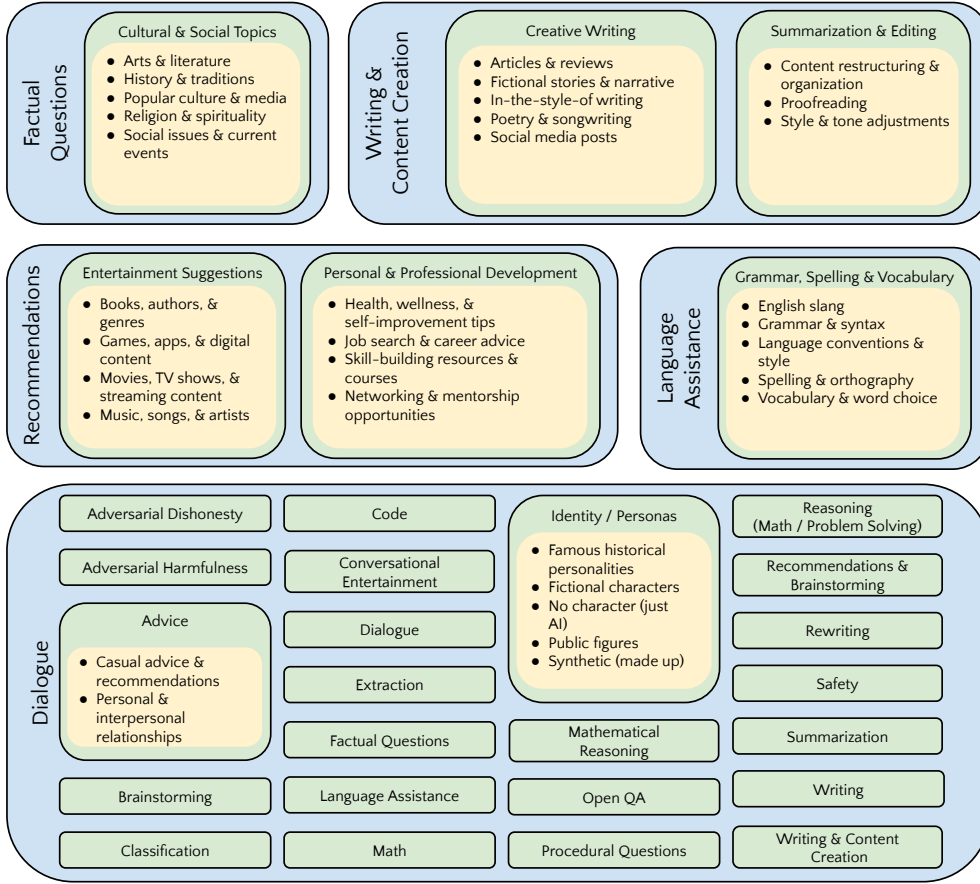 Factual
Questions
Cultural & Social Topics
● Arts & literature
● History & traditions
● Popular culture & media
● Religion & spirituality
● Social issues & current
events
Writing &
Content Creation
Creative Writing
● Articles & reviews
● Fictional stories & narrative
● In-the-style-of writing
● Poetry & songwriting
● Social media posts
Summarization & Editing
● Content restructuring &
organization
● Proofreading
● Style & tone adjustments
Recommendations
Entertainment Suggestions
● Books, authors, &
genres
● Games, apps, & digital
content
● Movies, TV shows, &
streaming content
● Music, songs, & artists
Personal & Professional Development
● Health, wellness, &
self-improvement tips
● Job search & career advice
● Skill-building resources &
courses
● Networking & mentorship
opportunities
Language
Assistance
Grammar, Spelling & Vocabulary
● English slang
● Grammar & syntax
● Language conventions &
style
● Spelling & orthography
● Vocabulary & word choice
Dialogue
Adversarial Dishonesty
Adversarial Harmfulness
Advice
● Casual advice &
recommendations
● Personal &
interpersonal
relationships
Brainstorming
Classification
Code
Conversational
Entertainment
Dialogue
Extraction
Factual Questions
Language Assistance
Math
Identity / Personas
● Famous historical
personalities
● Fictional characters
● No character (just
AI)
● Public figures
● Synthetic (made up)
Mathematical
Reasoning
Open QA
Procedural Questions
Reasoning
(Math / Problem Solving)
Recommendations &
Brainstorming
Rewriting
Safety
Summarization
Writing
Writing & Content
Creation